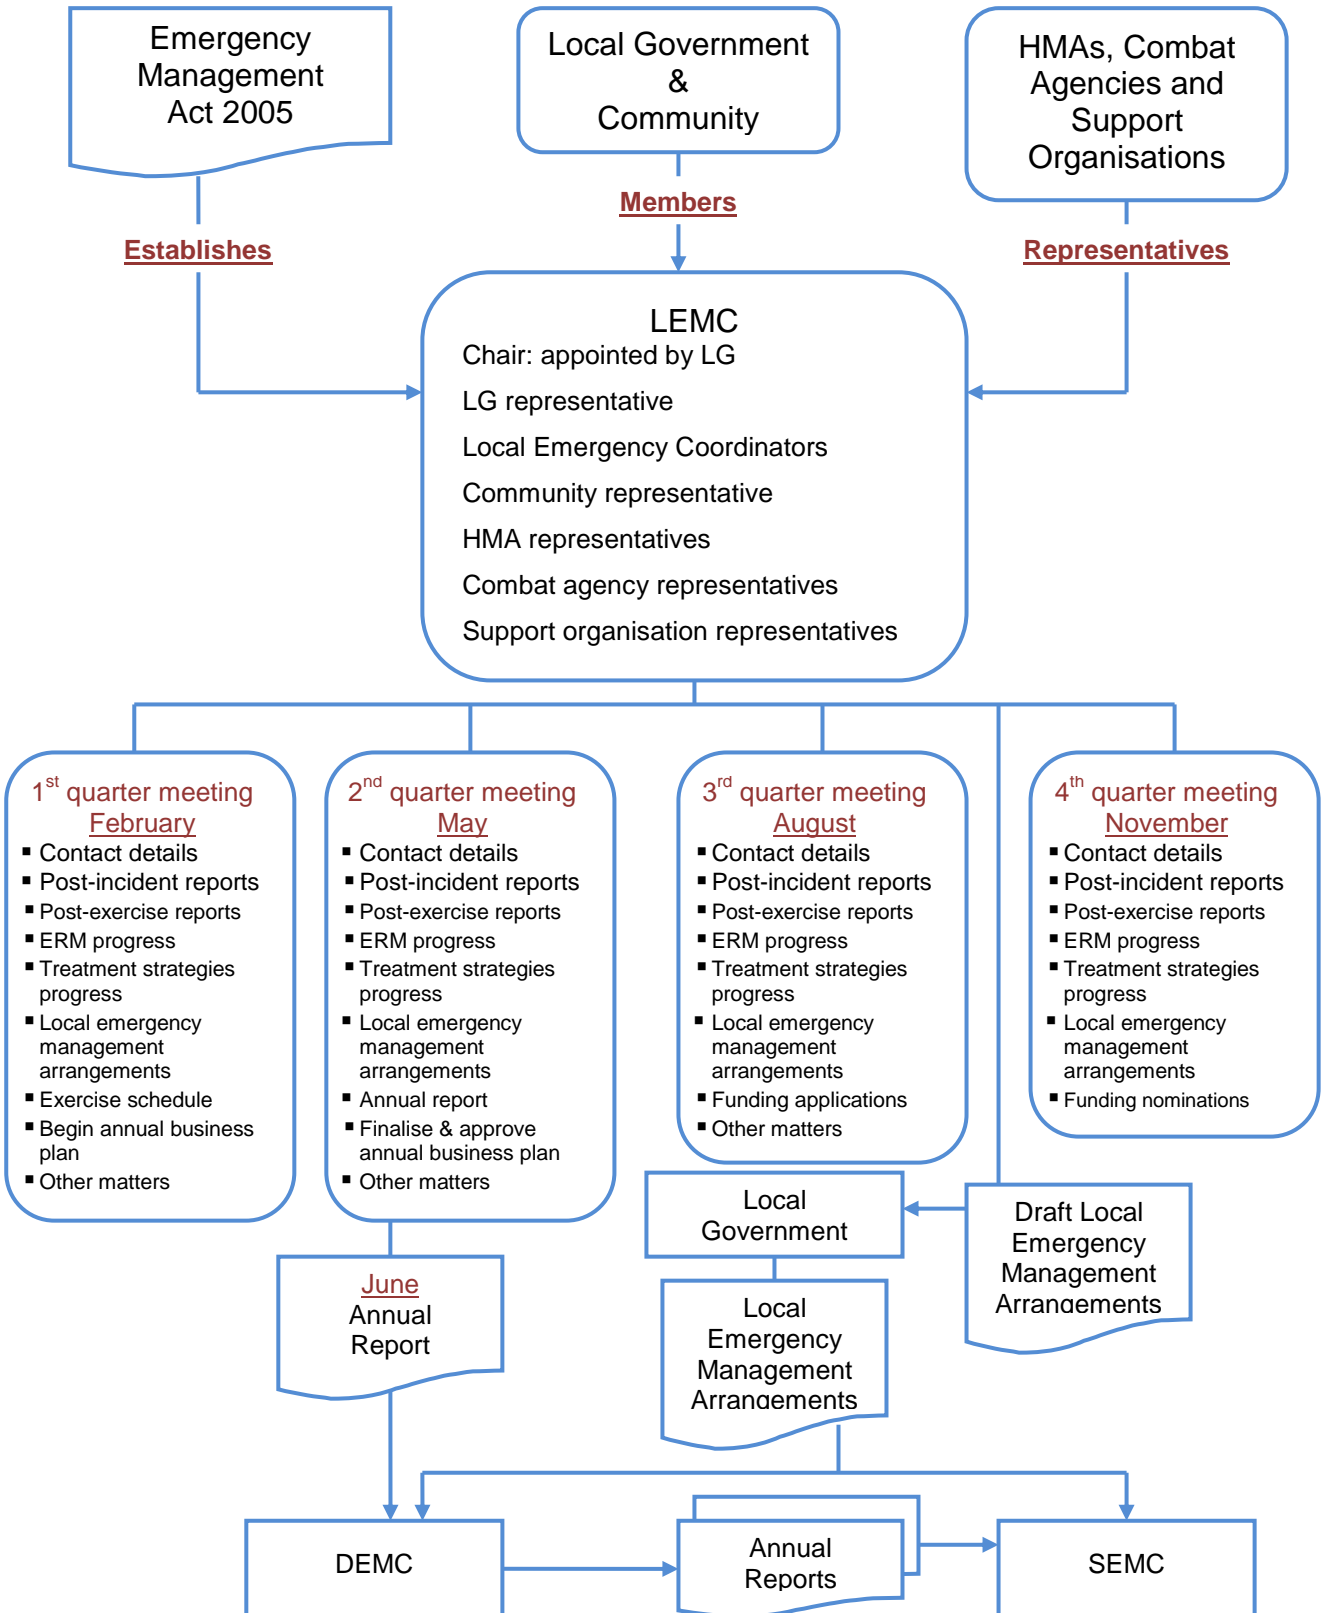 Emergency
Management
Act 2005
Local Government
&
Community
HMAs, Combat
Agencies and
Support
Organisations
Members
Establishes
Representatives
LEMC
Chair: appointed by LG
LG representative
Local Emergency Coordinators
Community representative
HMA representatives
Combat agency representatives
Support organisation representatives
1st quarter meeting
February
▪ Contact details
▪ Post-incident reports
▪ Post-exercise reports
▪ ERM progress
▪ Treatment strategies
progress
▪ Local emergency
management
arrangements
▪ Exercise schedule
▪ Begin annual business
plan
▪ Other matters
2nd quarter meeting
May
▪ Contact details
▪ Post-incident reports
▪ Post-exercise reports
▪ ERM progress
▪ Treatment strategies
progress
▪ Local emergency
management
arrangements
▪ Annual report
▪ Finalise & approve
annual business plan
▪ Other matters
3rd quarter meeting
August
▪ Contact details
▪ Post-incident reports
▪ Post-exercise reports
▪ ERM progress
▪ Treatment strategies
progress
▪ Local emergency
management
arrangements
▪ Funding applications
▪ Other matters
4th quarter meeting
November
▪ Contact details
▪ Post-incident reports
▪ Post-exercise reports
▪ ERM progress
▪ Treatment strategies
progress
▪ Local emergency
management
arrangements
▪ Funding nominations
Local
Government
Draft Local
Emergency
Management
Arrangements
June
Annual
Report
Local
Emergency
Management
Arrangements
DEMC
Annual
Reports
SEMC